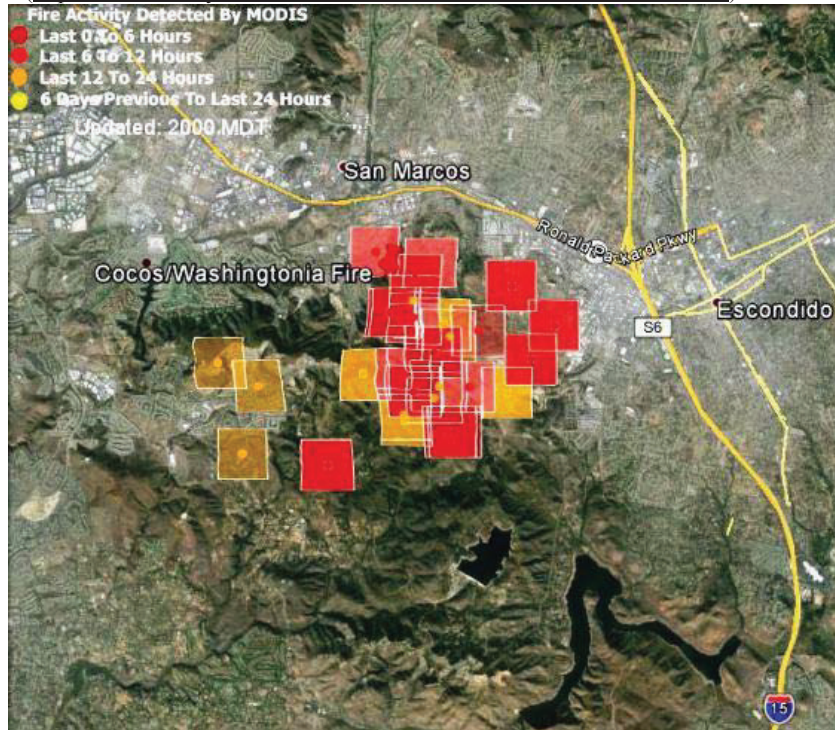 Fire Activity Detected By MODIS
Last 0 To 6 Hours
Last 6 To 12 Hours
Last 12 To 24 Hours
6 Days Previous To Last 24 Hours
Updated: 2000 MDT
San Marcos
Ronald Packard Pkwy
Cocos/Washingtonia Fire
Escondido
S6
15